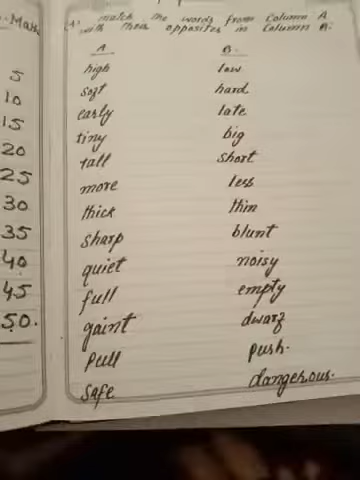 - Maths
5
10
15
20
25
30
35
40
45
50.
match the words from Column A
with their opposites in Column B:
A B
high low
soft hard
early late
tiny big
tall short
more less
thick thin
sharp blunt
quiet noisy
full empty
gaint dwarf
pull push.
safe dangerous.